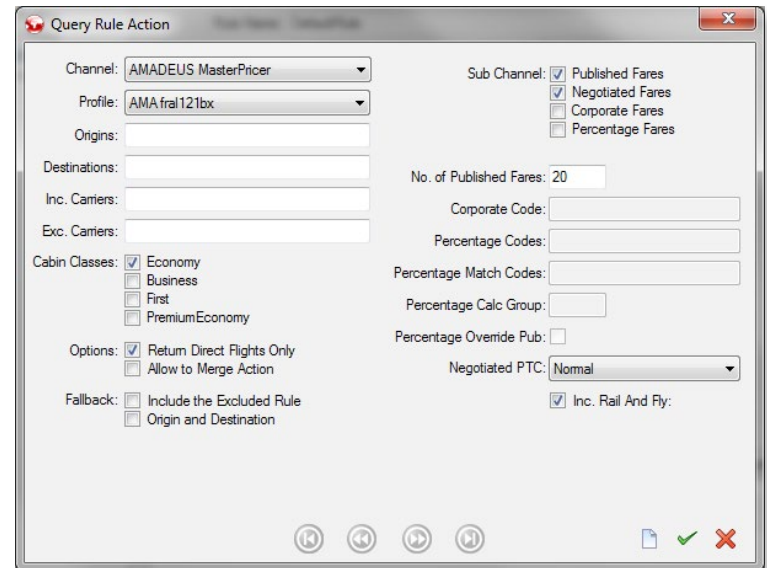 Query Rule Action
Channel: AMADEUS MasterPricer
Profile: AMA fral121bx
Origins:
Destinations:
Inc. Carriers:
Exc. Carriers:
Cabin Classes: Economy
Business
First
PremiumEconomy
Options: Return Direct Flights Only
Allow to Merge Action
Fallback: Include the Excluded Rule
Origin and Destination
Sub Channel: Published Fares
Negotiated Fares
Corporate Fares
Percentage Fares
No. of Published Fares: 20
Corporate Code:
Percentage Codes:
Percentage Match Codes:
Percentage Calc Group:
Percentage Override Pub:
Negotiated PTC: Normal
Inc. Rail And Fly: